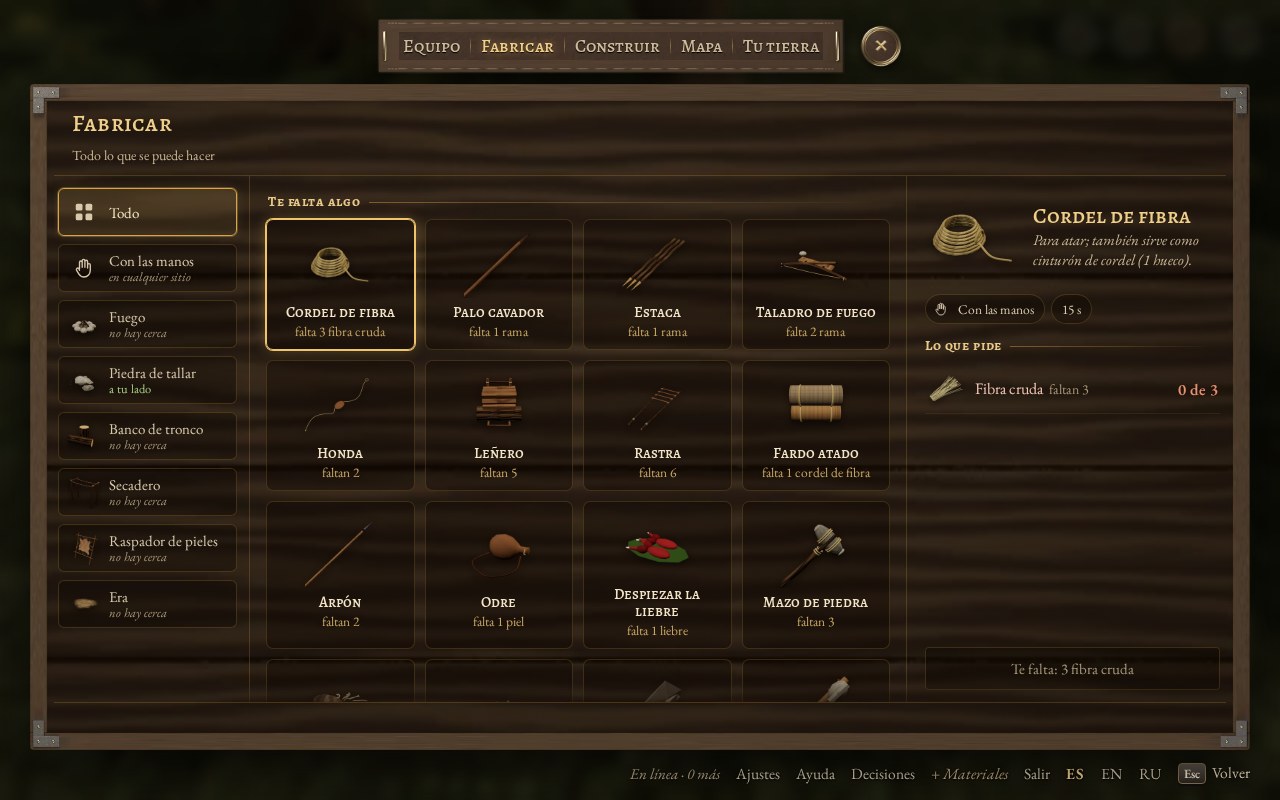 Equipo
Fabricar
Construir
Mapa
Tu tierra
Fabricar
Todo lo que se puede hacer
Todo
Con las manos
en cualquier sitio
Fuego
no hay cerca
Piedra de tallar
a tu lado
Banco de tronco
no hay cerca
Secadero
no hay cerca
Raspador de pieles
no hay cerca
Era
no hay cerca
Te falta algo
Cordel de fibra
falta 3 fibra cruda
Palo cavador
falta 1 rama
Estaca
falta 1 rama
Taladro de fuego
falta 2 rama
Honda
faltan 2
Leñero
faltan 5
Rastra
faltan 6
Fardo atado
falta 1 cordel de fibra
Arpón
faltan 2
Odre
falta 1 piel
Despiezar la
liebre
falta 1 liebre
Mazo de piedra
faltan 3
Cordel de fibra
Para atar; también sirve como
cinturón de cordel (1 hueco).
Con las manos
15 s
Lo que pide
Fibra cruda faltan 3 0 de 3
Te falta: 3 fibra cruda
En línea · 0 más
Ajustes
Ayuda
Decisiones
+ Materiales
Salir
ES
EN
RU
Esc
Volver